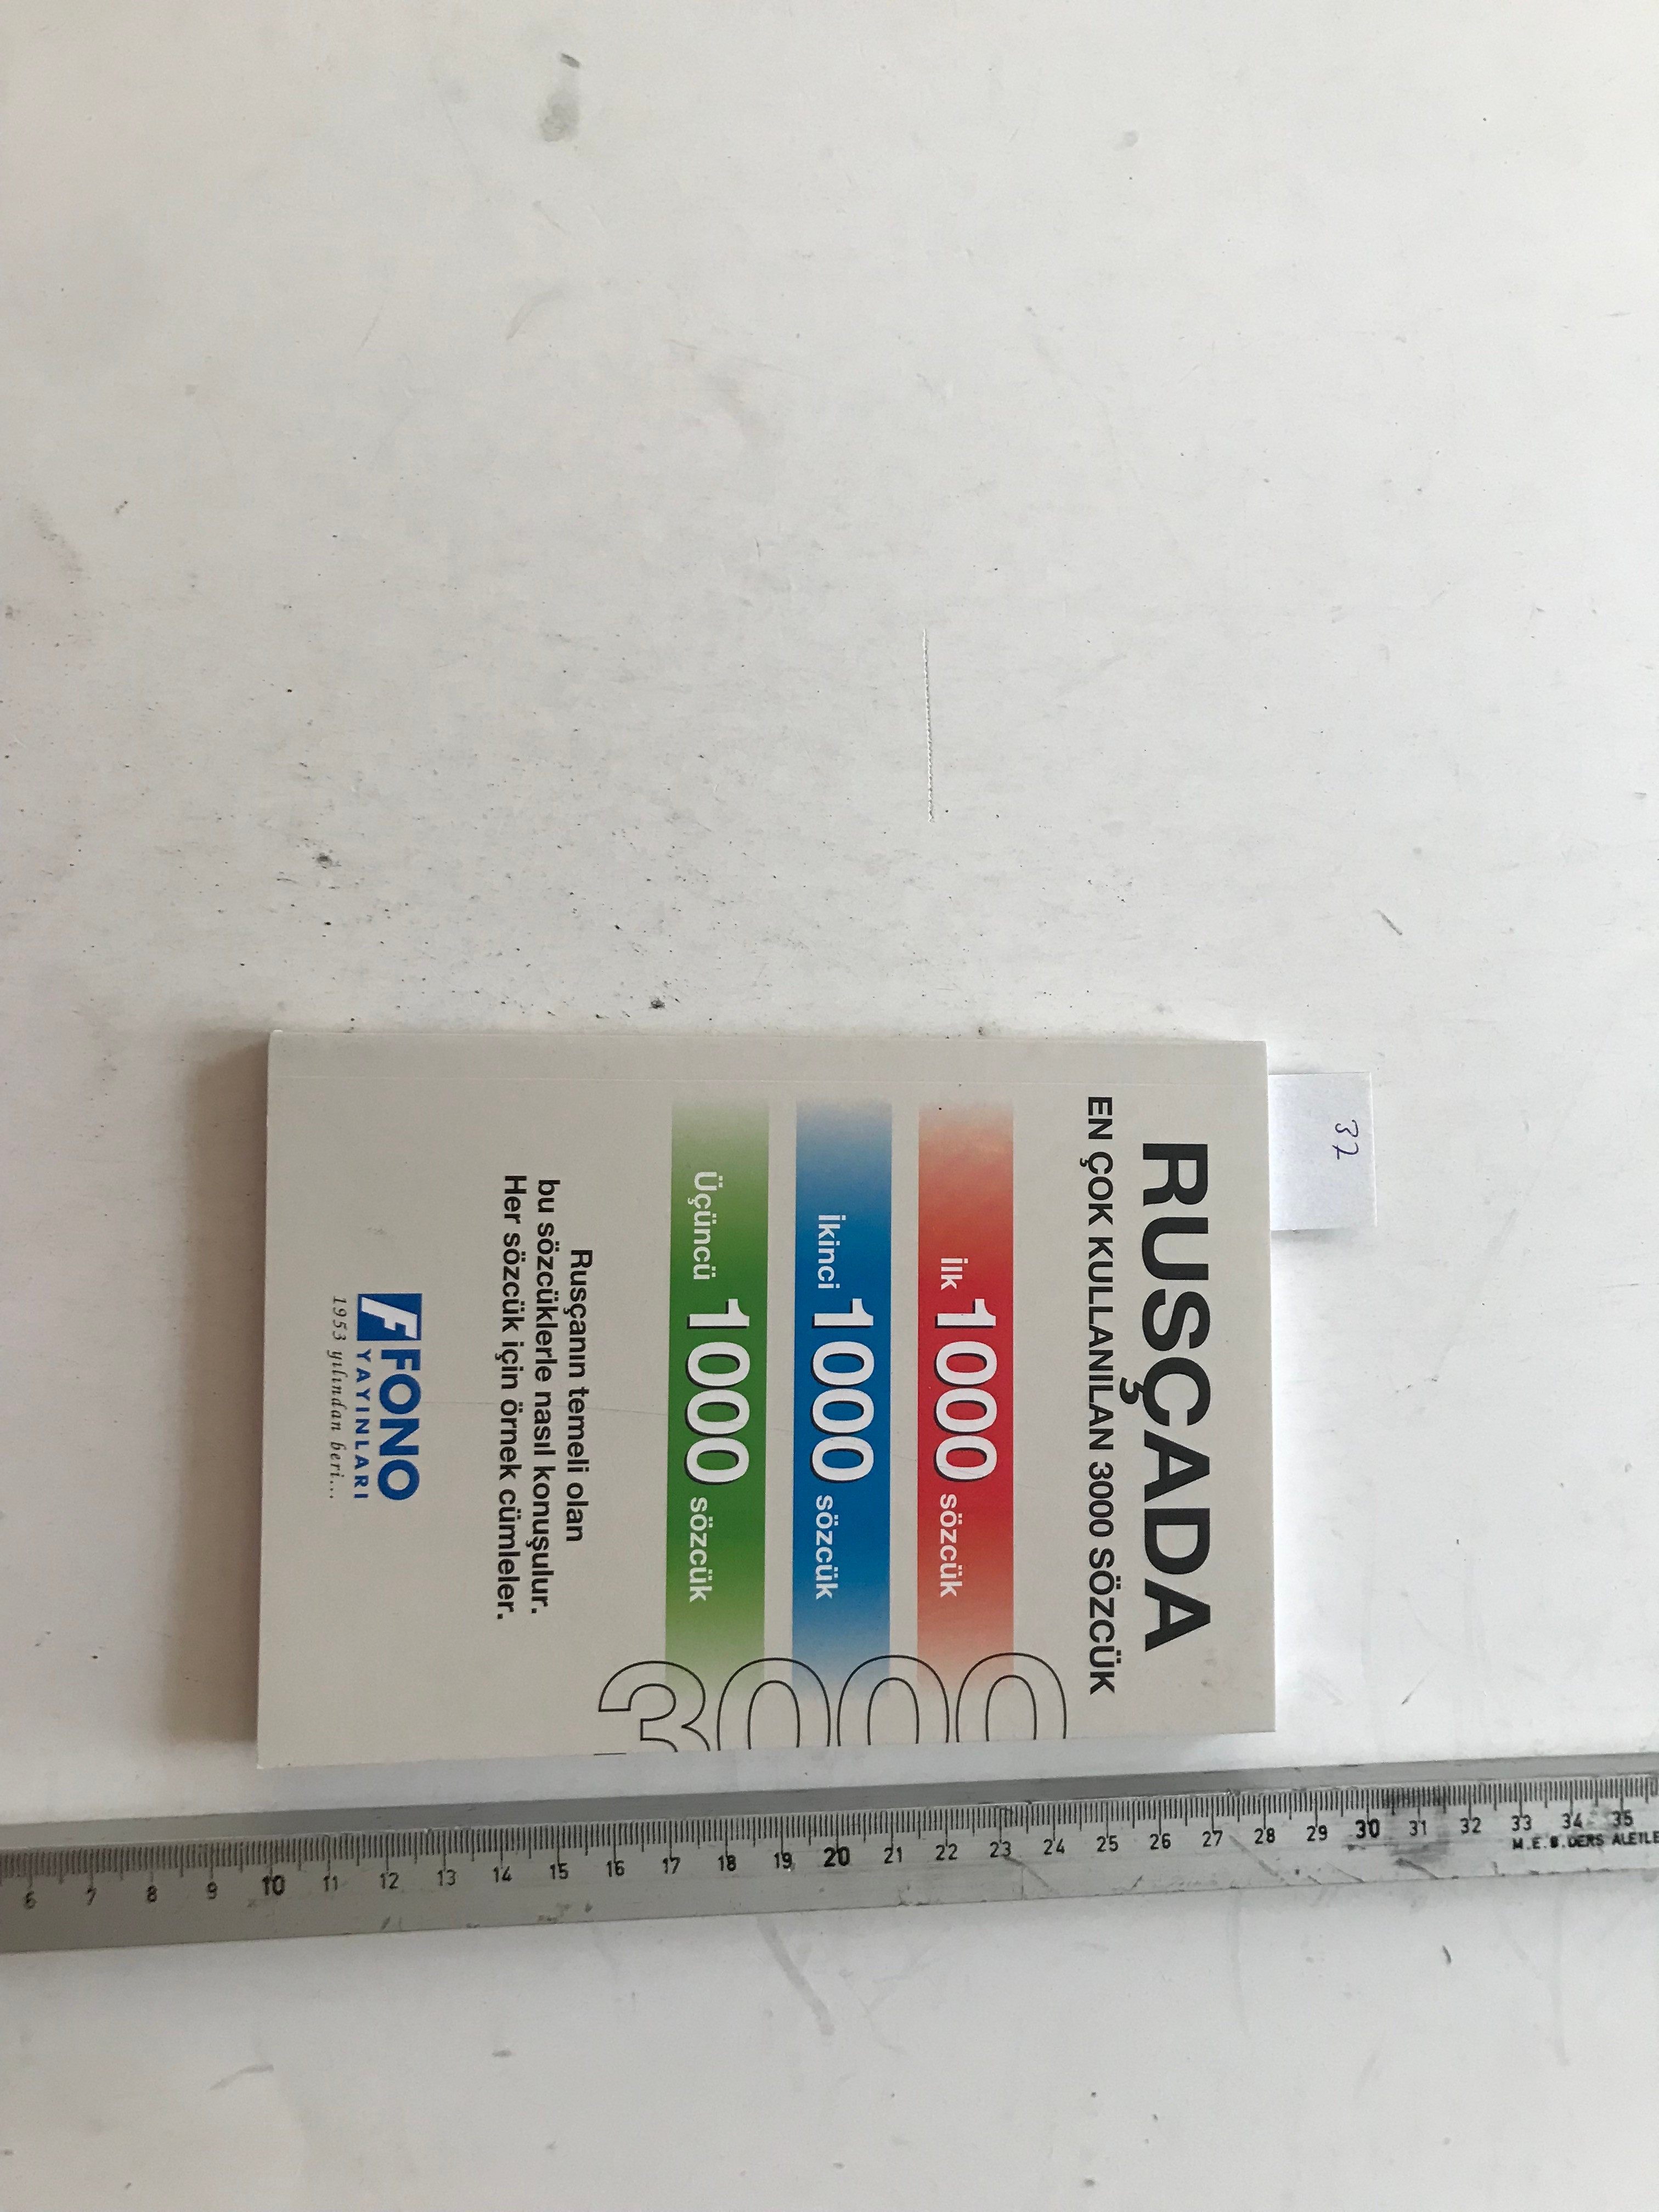 37
RUSÇADA
EN ÇOK KULLANILAN 3000 SÖZCÜK
İlk 1000 sözcük
İkinci 1000 sözcük
Üçüncü 1000 sözcük
3000
Rusçanın temeli olan
bu sözcüklerle nasıl konuşulur.
Her sözcük için örnek cümleler.
F FONO
YAYINLARI
1953 yılından beri...
6 7 8 9 10 11 12 13 14 15 16 17 18 19 20 21 22 23 24 25 26 27 28 29 30 31 32 33 34 35
M.E.B. DERS ALETLE